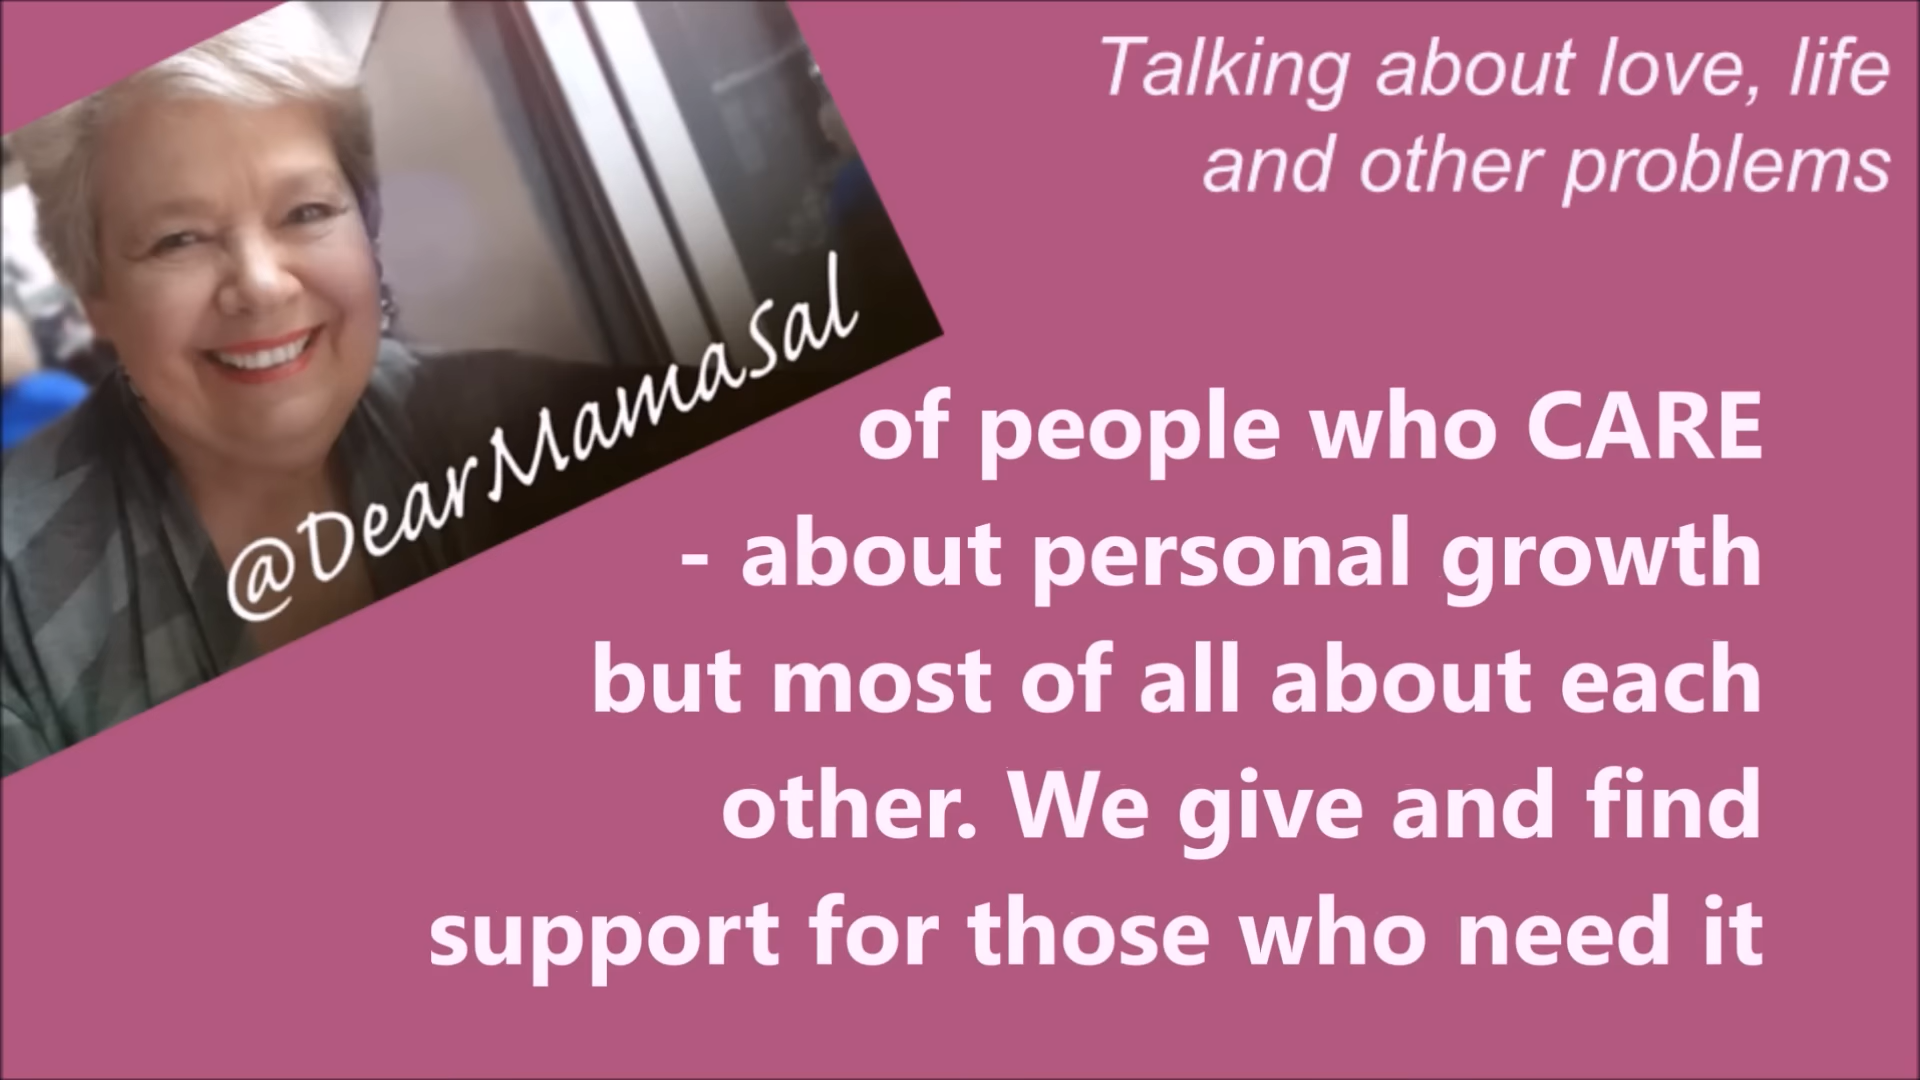 Talking about love, life
and other problems
@DearMamaSal
of people who CARE
- about personal growth
but most of all about each
other. We give and find
support for those who need it